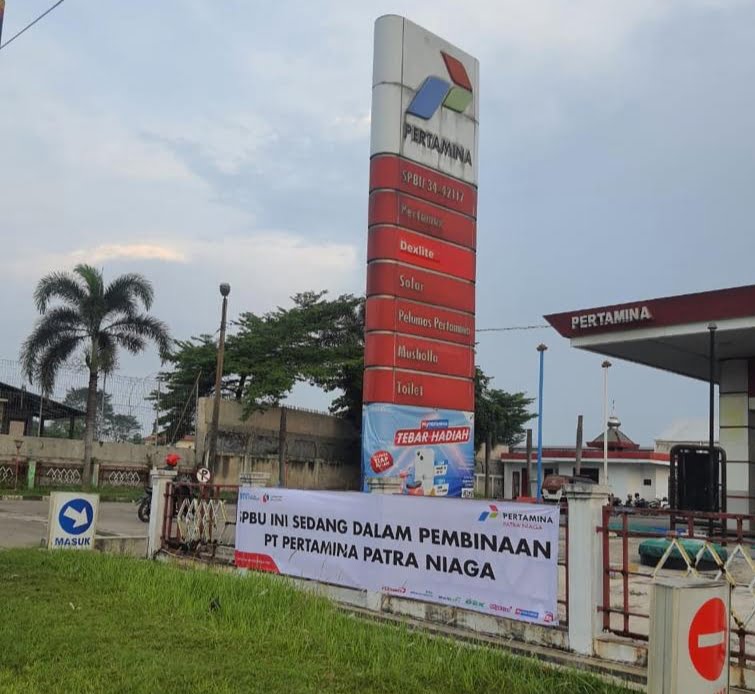 PERTAMINA
SPBU 34-42117
Pertamax
Dexlite
Solar
Pelumas Pertamina
Musholla
Toilet
TEBAR HADIAH
PERTAMINA
MASUK
PERTAMINA
PATRA NIAGA
SPBU INI SEDANG DALAM PEMBINAAN
PT PERTAMINA PATRA NIAGA